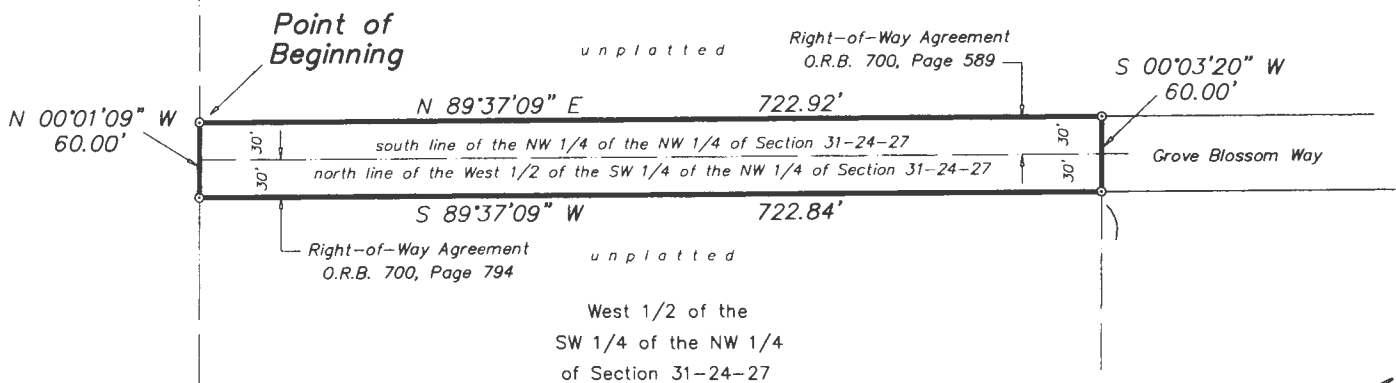 Point of
Beginning
unplatted
Right-of-Way Agreement
O.R.B. 700, Page 589
S 00°03'20" W
60.00'
N 00°01'09" W
60.00'
N 89°37'09" E 722.92'
30'
south line of the NW 1/4 of the NW 1/4 of Section 31-24-27
30'
Grove Blossom Way
30'
north line of the West 1/2 of the SW 1/4 of the NW 1/4 of Section 31-24-27
30'
S 89°37'09" W 722.84'
Right-of-Way Agreement
O.R.B. 700, Page 794
unplatted
West 1/2 of the
SW 1/4 of the NW 1/4
of Section 31-24-27